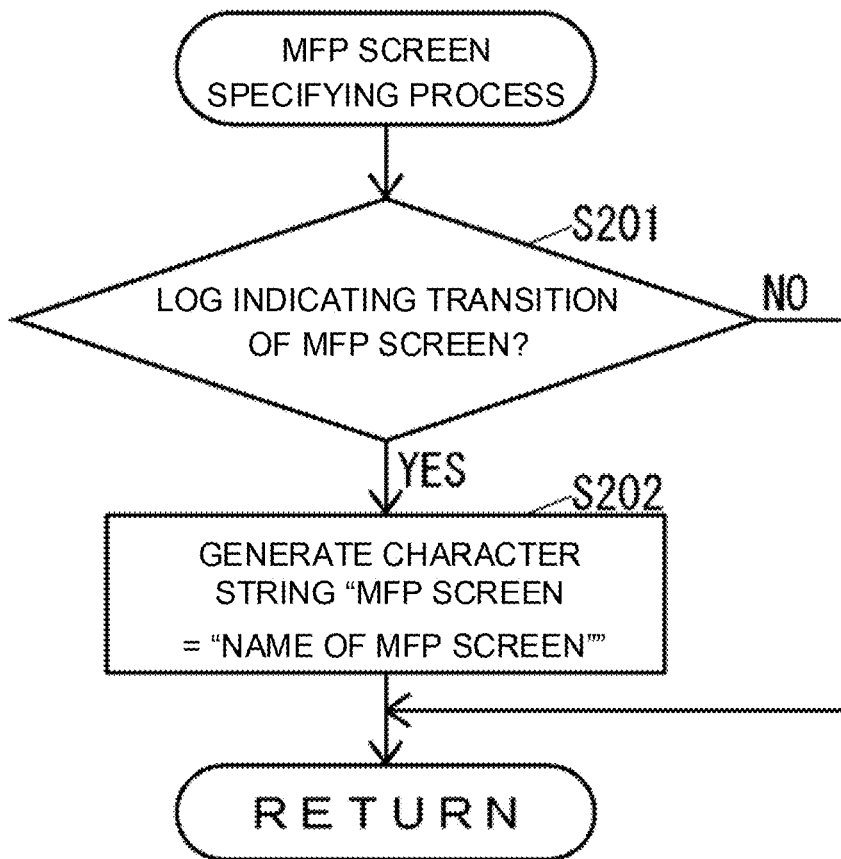 MFP SCREEN
SPECIFYING PROCESS
S201
LOG INDICATING TRANSITION
OF MFP SCREEN?
NO
YES
S202
GENERATE CHARACTER
STRING “MFP SCREEN
= “NAME OF MFP SCREEN””
RETURN